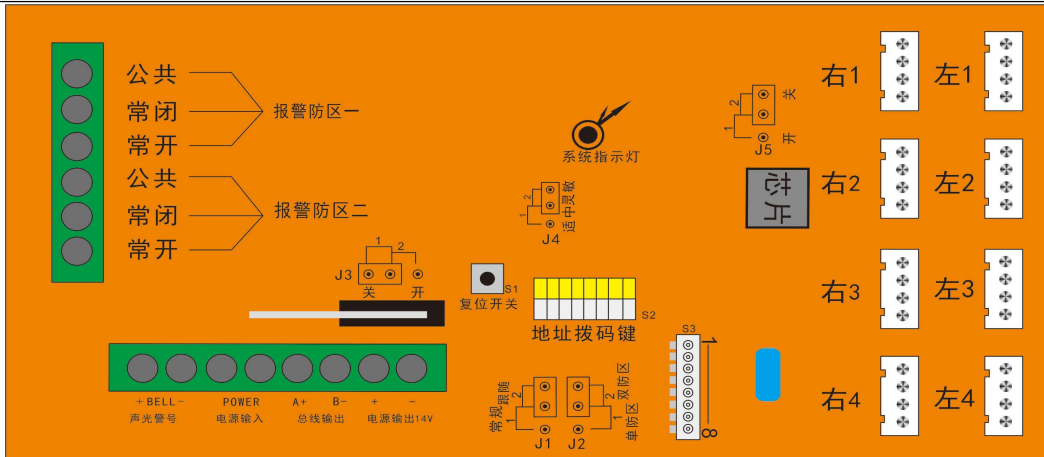 公共
常闭
常开
报警防区一
公共
常闭
常开
报警防区二
系统指示灯
2
1
适中 灵敏
J4
2
1
关
开
J5
芯片
右1
左1
右2
左2
右3
左3
右4
左4
1
2
J3
关
开
S1
复位开关
S2
地址拨码键
S3
1
8
+BELL-
POWER
A+
B-
+
-
声光警号
电源输入
总线输出
电源输出14V
常规 跟随
2
1
J1
2
1
双防区
单防区
J2